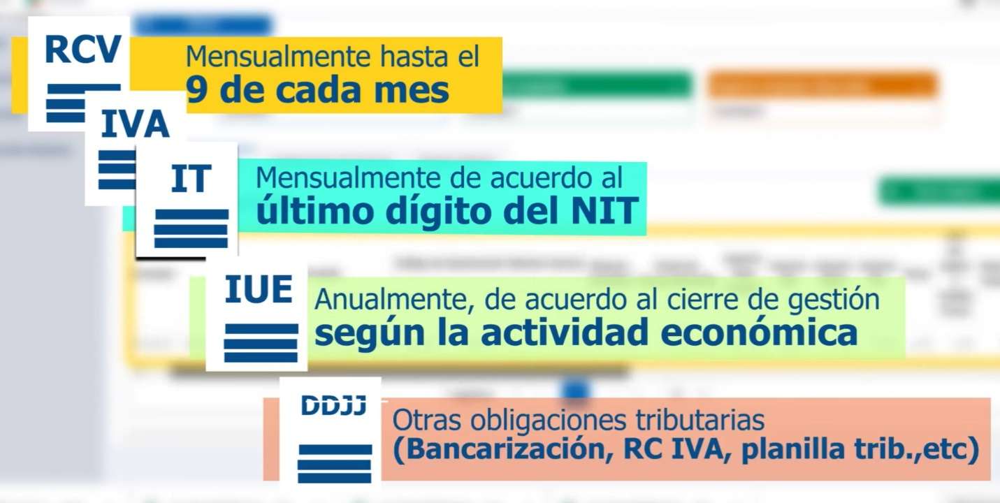 RCV
Mensualmente hasta el
9 de cada mes
IVA
IT
Mensualmente de acuerdo al
último dígito del NIT
IUE
Anualmente, de acuerdo al cierre de gestión
según la actividad económica
DDJJ
Otras obligaciones tributarias
(Bancarización, RC IVA, planilla trib.,etc)